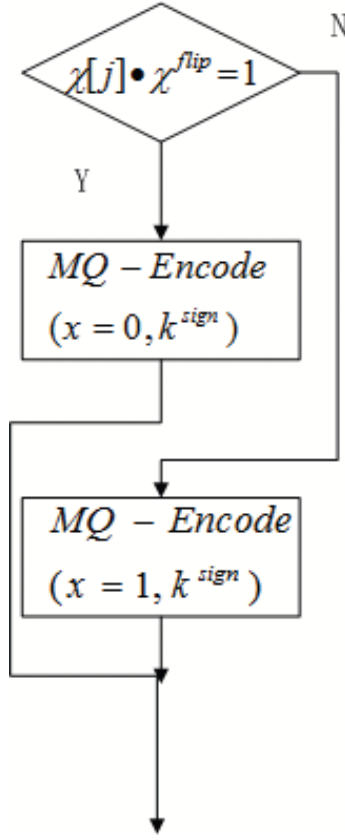 χ[j]•χ^flip=1
N
Y
MQ – Encode
(x = 0, k^sign)
MQ – Encode
(x = 1, k^sign)